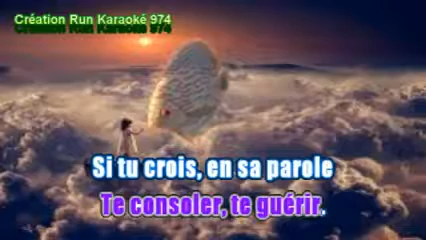 Création Run Karaoké 974
Si tu crois, en sa parole
Te consoler, te guérir.